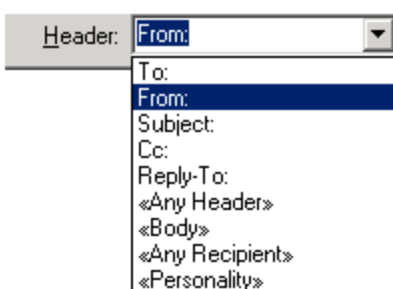 Header: From:
To:
From:
Subject:
Cc:
Reply-To:
«Any Header»
«Body»
«Any Recipient»
«Personality»